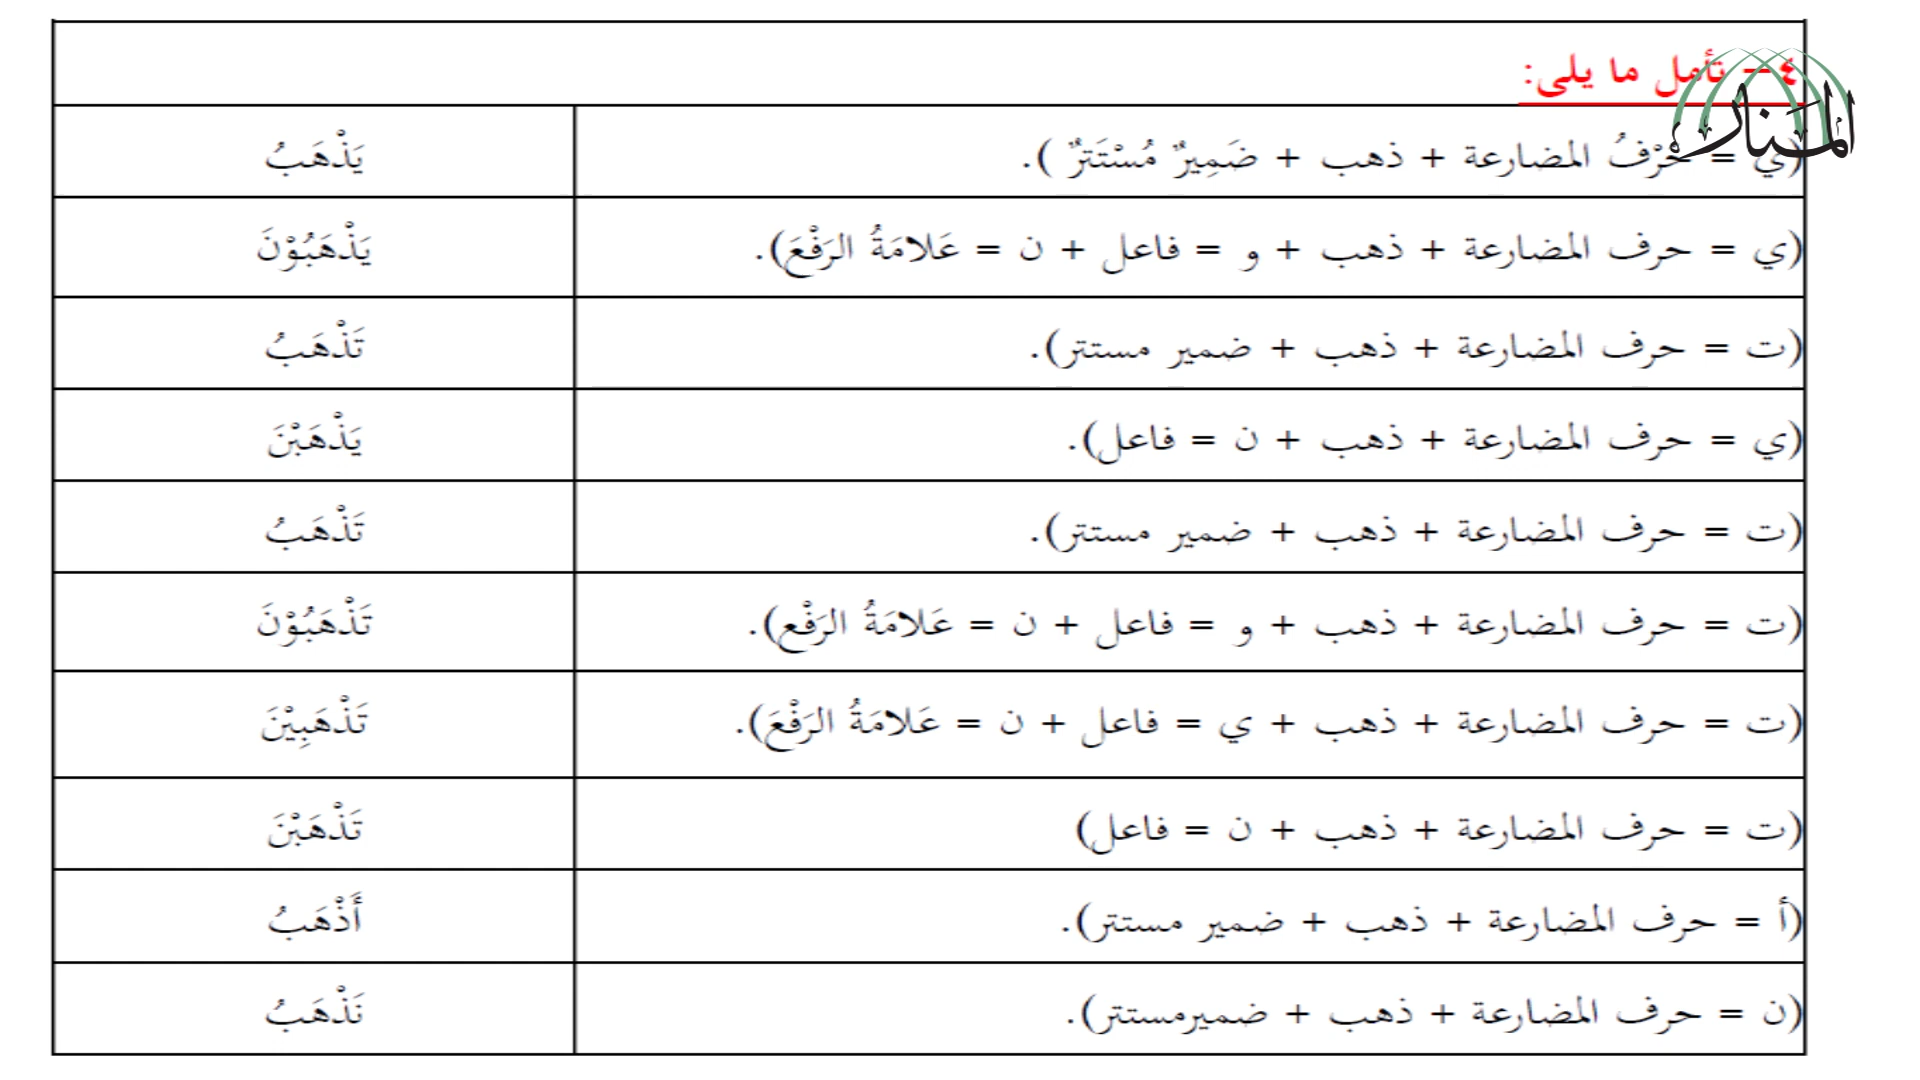 ٤– تأمل ما يلى:
(ي = حَرْفُ المضارعة + ذهب + ضَمِيرٌ مُسْتَتَرٌ ). يَذْهَبُ
(ي = حرف المضارعة + ذهب + و = فاعل + ن = عَلامَةُ الرَفْعَ). يَذْهَبُوْنَ
(ت = حرف المضارعة + ذهب + ضمير مستتر). تَذْهَبُ
(ي = حرف المضارعة + ذهب + ن = فاعل). يَذْهَبْنَ
(ت = حرف المضارعة + ذهب + ضمير مستتر). تَذْهَبُ
(ت = حرف المضارعة + ذهب + و = فاعل + ن = عَلامَةُ الرَفْع). تَذْهَبُوْنَ
(ت = حرف المضارعة + ذهب + ي = فاعل + ن = عَلامَةُ الرَفْعَ). تَذْهَبِيْنَ
(ت = حرف المضارعة + ذهب + ن = فاعل) تَذْهَبْنَ
(أ = حرف المضارعة + ذهب + ضمير مستتر). أَذْهَبُ
(ن = حرف المضارعة + ذهب + ضميرمستتر). نَذْهَبُ
المنار